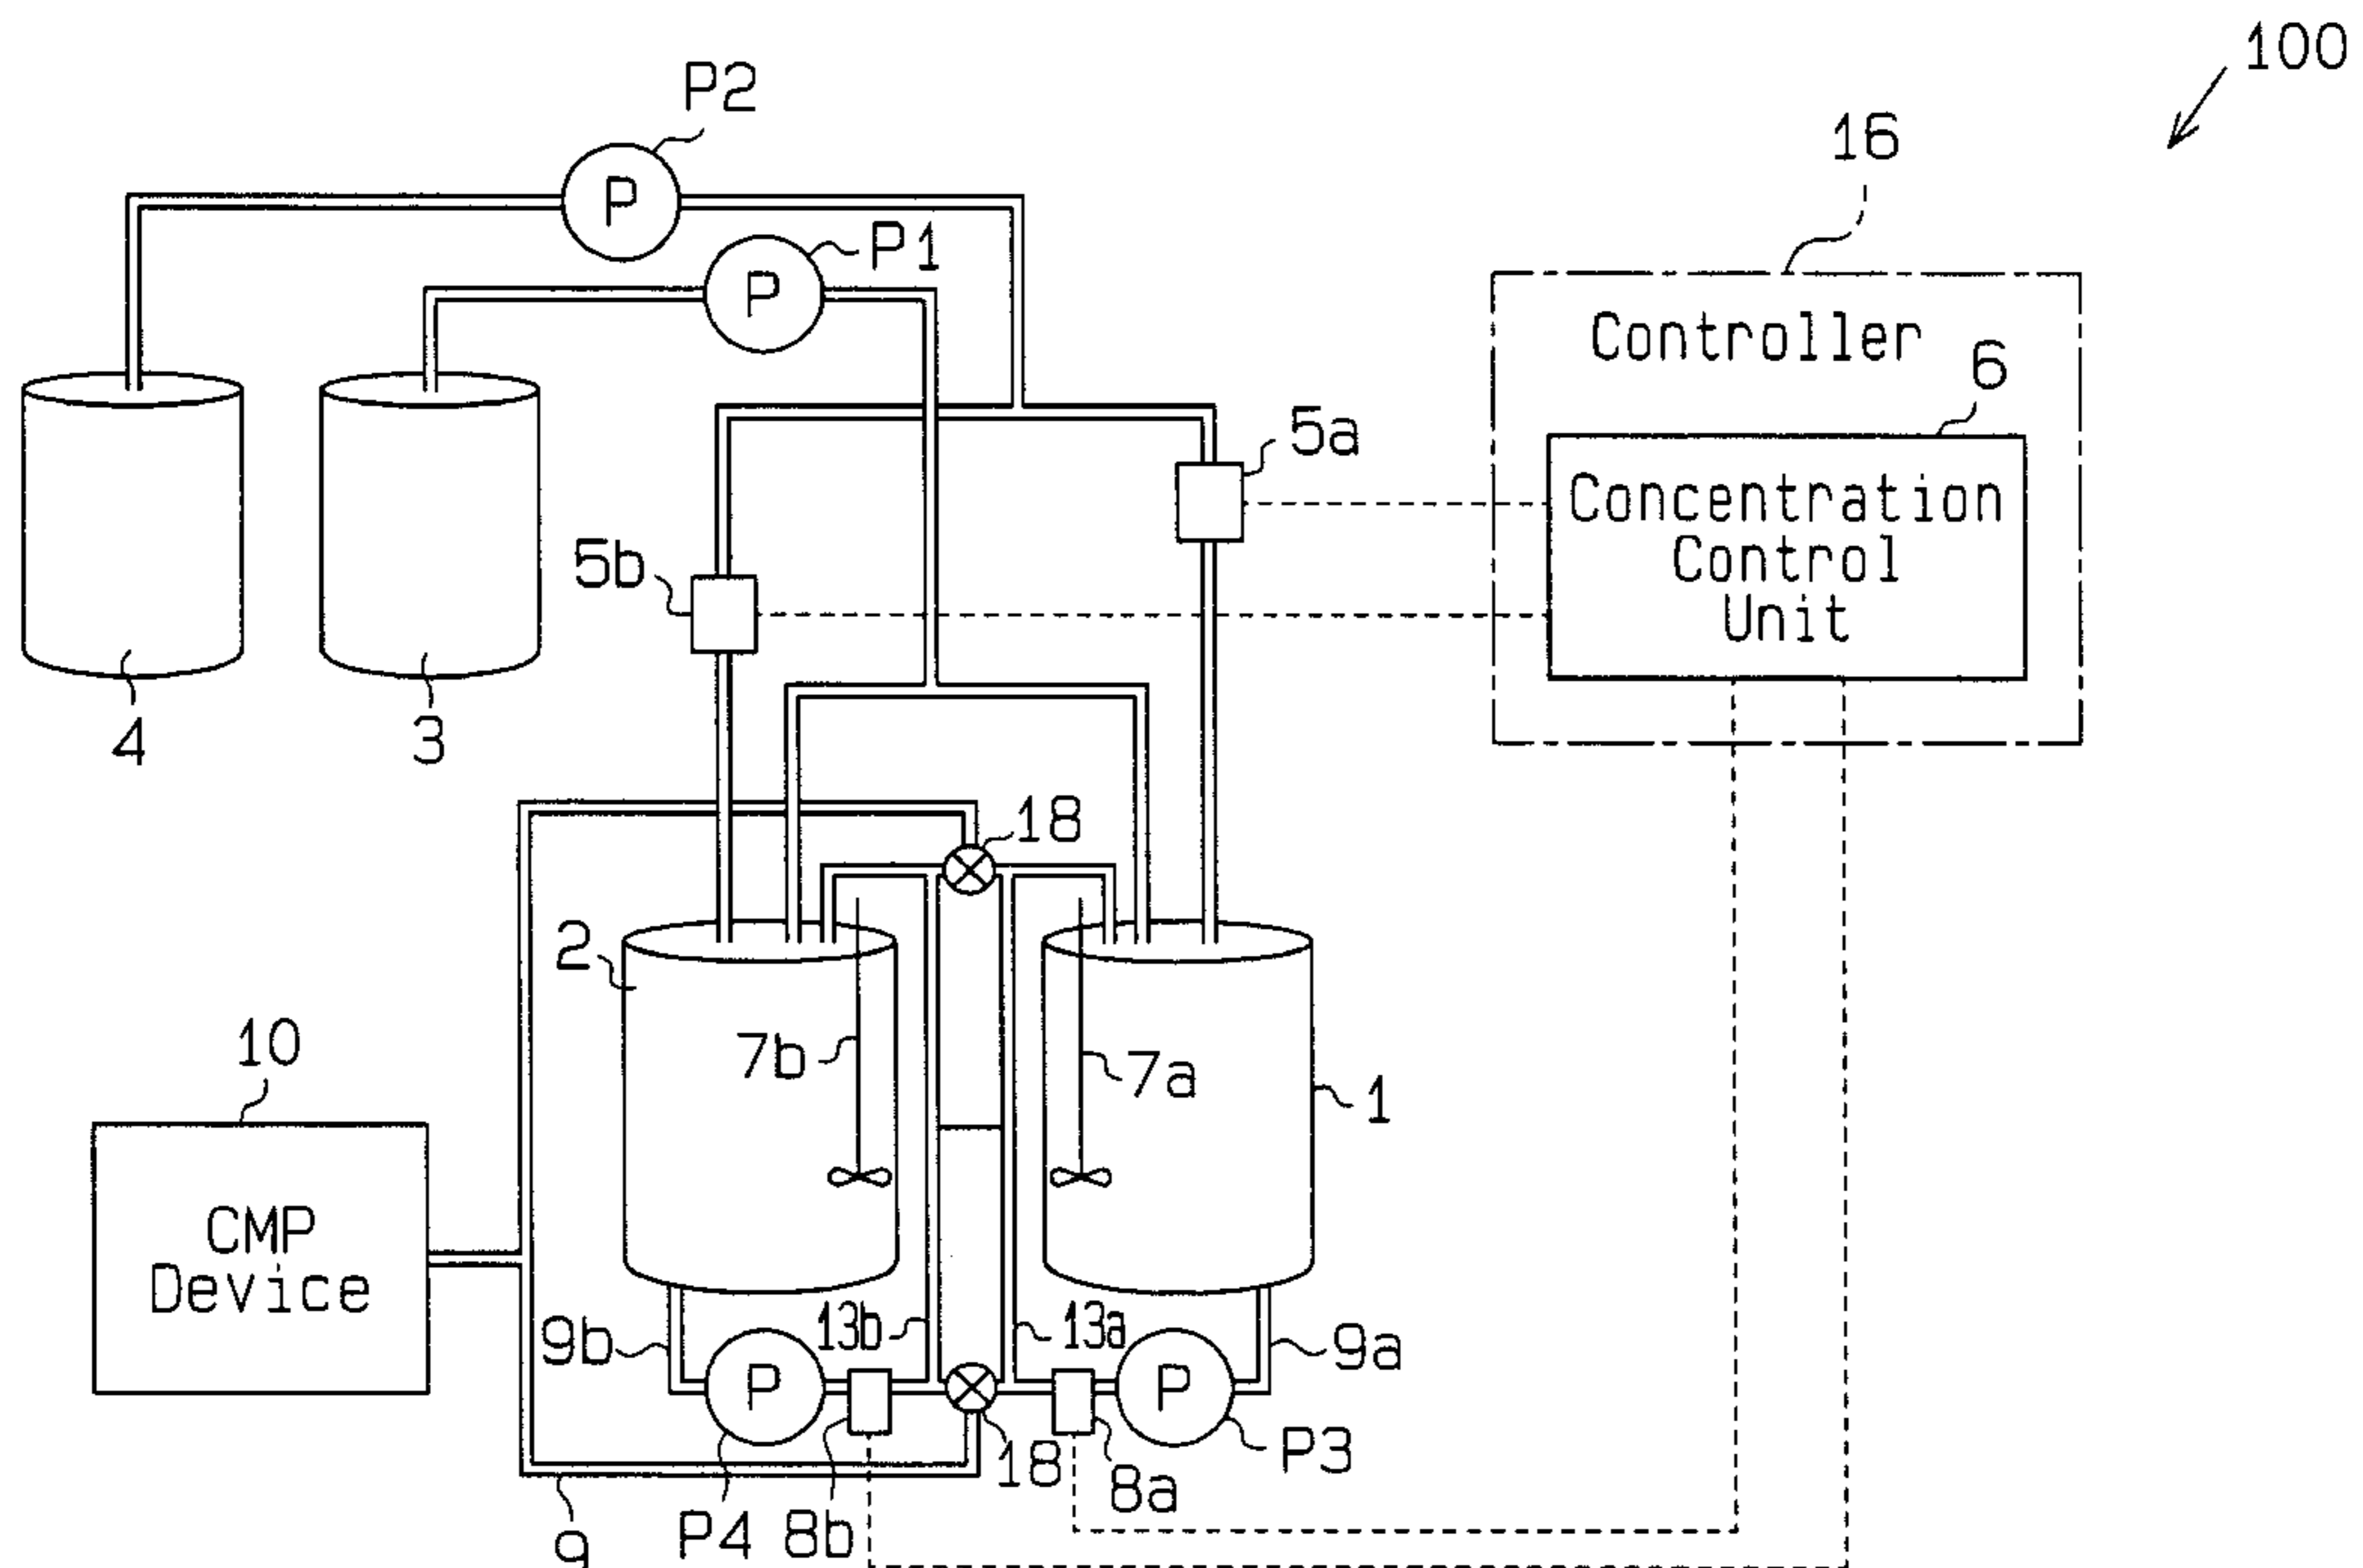 100
P2
16
P
P1
P
Controller
6
5a
Concentration
Control
Unit
5b
4
3
18
2
7b
7a
10
1
CMP
Device
13b
13a
9b
9a
P
P
18
P3
8a
P4
8b
9